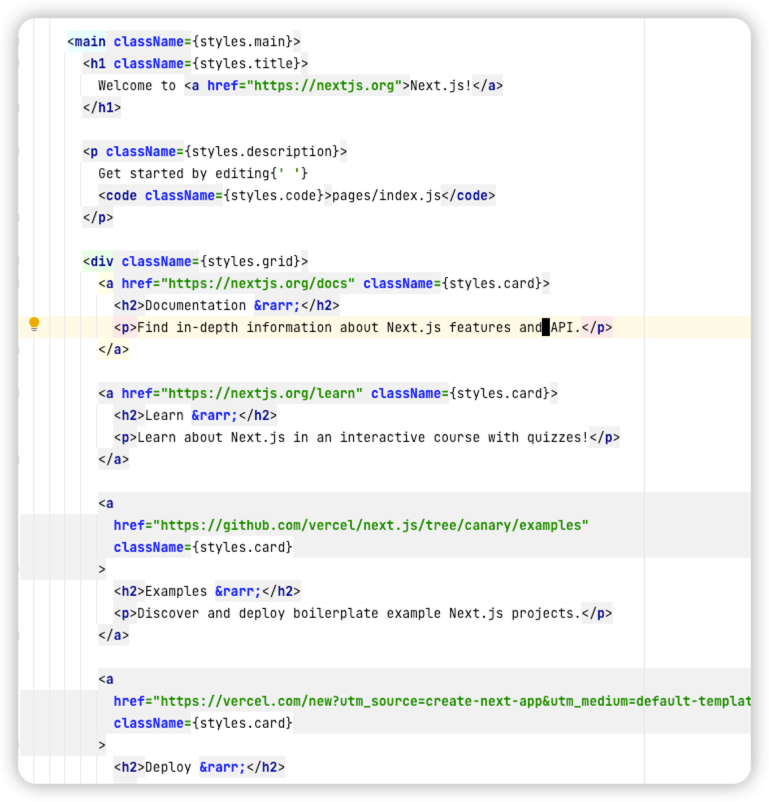 <main className={styles.main}>
<h1 className={styles.title}>
Welcome to <a href="https://nextjs.org">Next.js!</a>
</h1>
<p className={styles.description}>
Get started by editing{' '}
<code className={styles.code}>pages/index.js</code>
</p>
<div className={styles.grid}>
<a href="https://nextjs.org/docs" className={styles.card}>
<h2>Documentation &rarr;</h2>
<p>Find in-depth information about Next.js features and API.</p>
</a>
<a href="https://nextjs.org/learn" className={styles.card}>
<h2>Learn &rarr;</h2>
<p>Learn about Next.js in an interactive course with quizzes!</p>
</a>
<a
href="https://github.com/vercel/next.js/tree/canary/examples"
className={styles.card}
>
<h2>Examples &rarr;</h2>
<p>Discover and deploy boilerplate example Next.js projects.</p>
</a>
<a
href="https://vercel.com/new?utm_source=create-next-app&utm_medium=default-templat
className={styles.card}
>
<h2>Deploy &rarr;</h2>